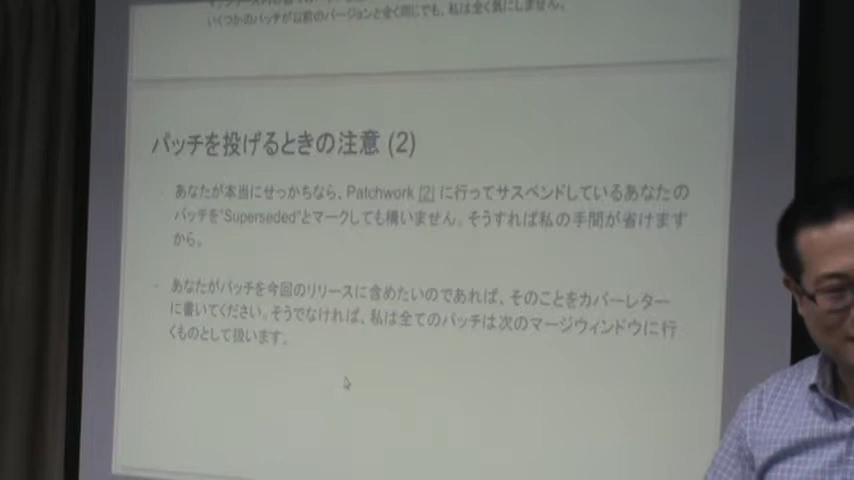 いくつかのパッチが以前のバージョンと全く同じでも、私は全く気にしません。
パッチを投げるときの注意 (2)
あなたが本当にせっかちなら、Patchwork [2] に行ってサスペンドしているあなたの
パッチを"Superseded"とマークしても構いません。そうすれば私の手間が省けます
から。
あなたがパッチを今回のリリースに含めたいのであれば、そのことをカバーレター
に書いてください。そうでなければ、私は全てのパッチは次のマージウィンドウに行
くものとして扱います。